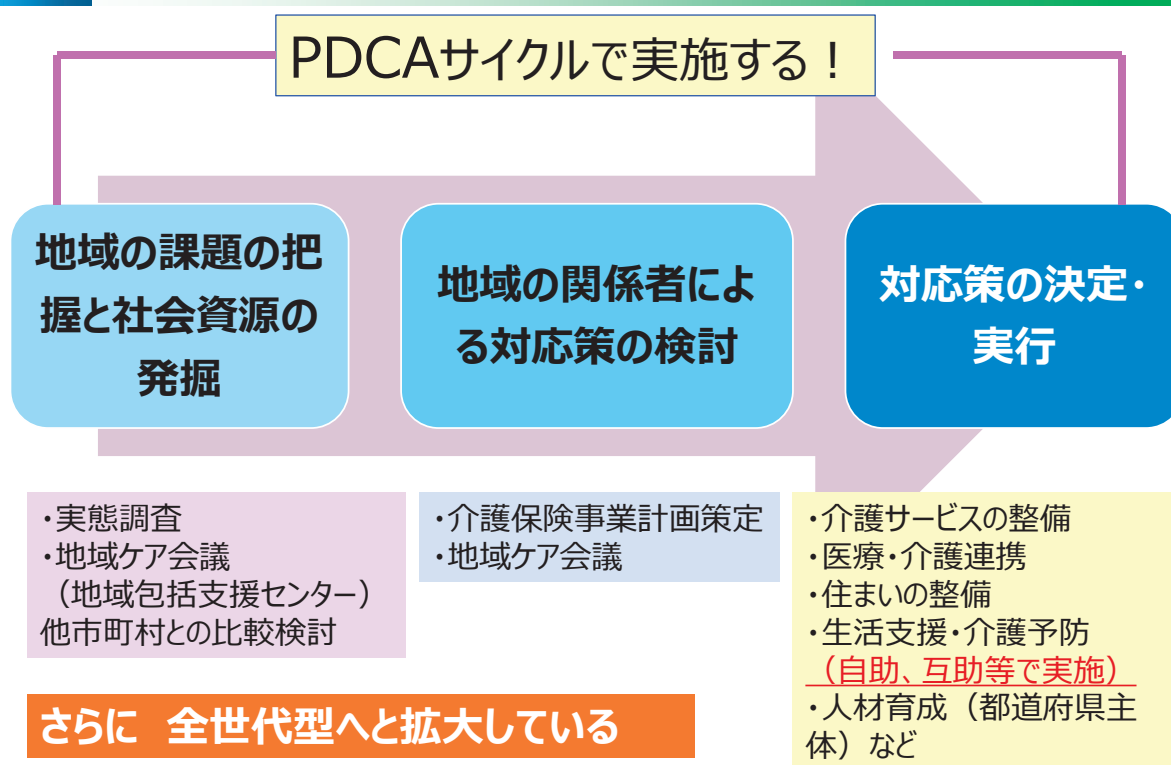 PDCAサイクルで実施する！
地域の課題の把
握と社会資源の
発掘
地域の関係者によ
る対応策の検討
対応策の決定・
実行
・実態調査
・地域ケア会議
（地域包括支援センター）
他市町村との比較検討
・介護保険事業計画策定
・地域ケア会議
・介護サービスの整備
・医療・介護連携
・住まいの整備
・生活支援・介護予防
（自助、互助等で実施）
・人材育成（都道府県主
体）など
さらに　全世代型へと拡大している